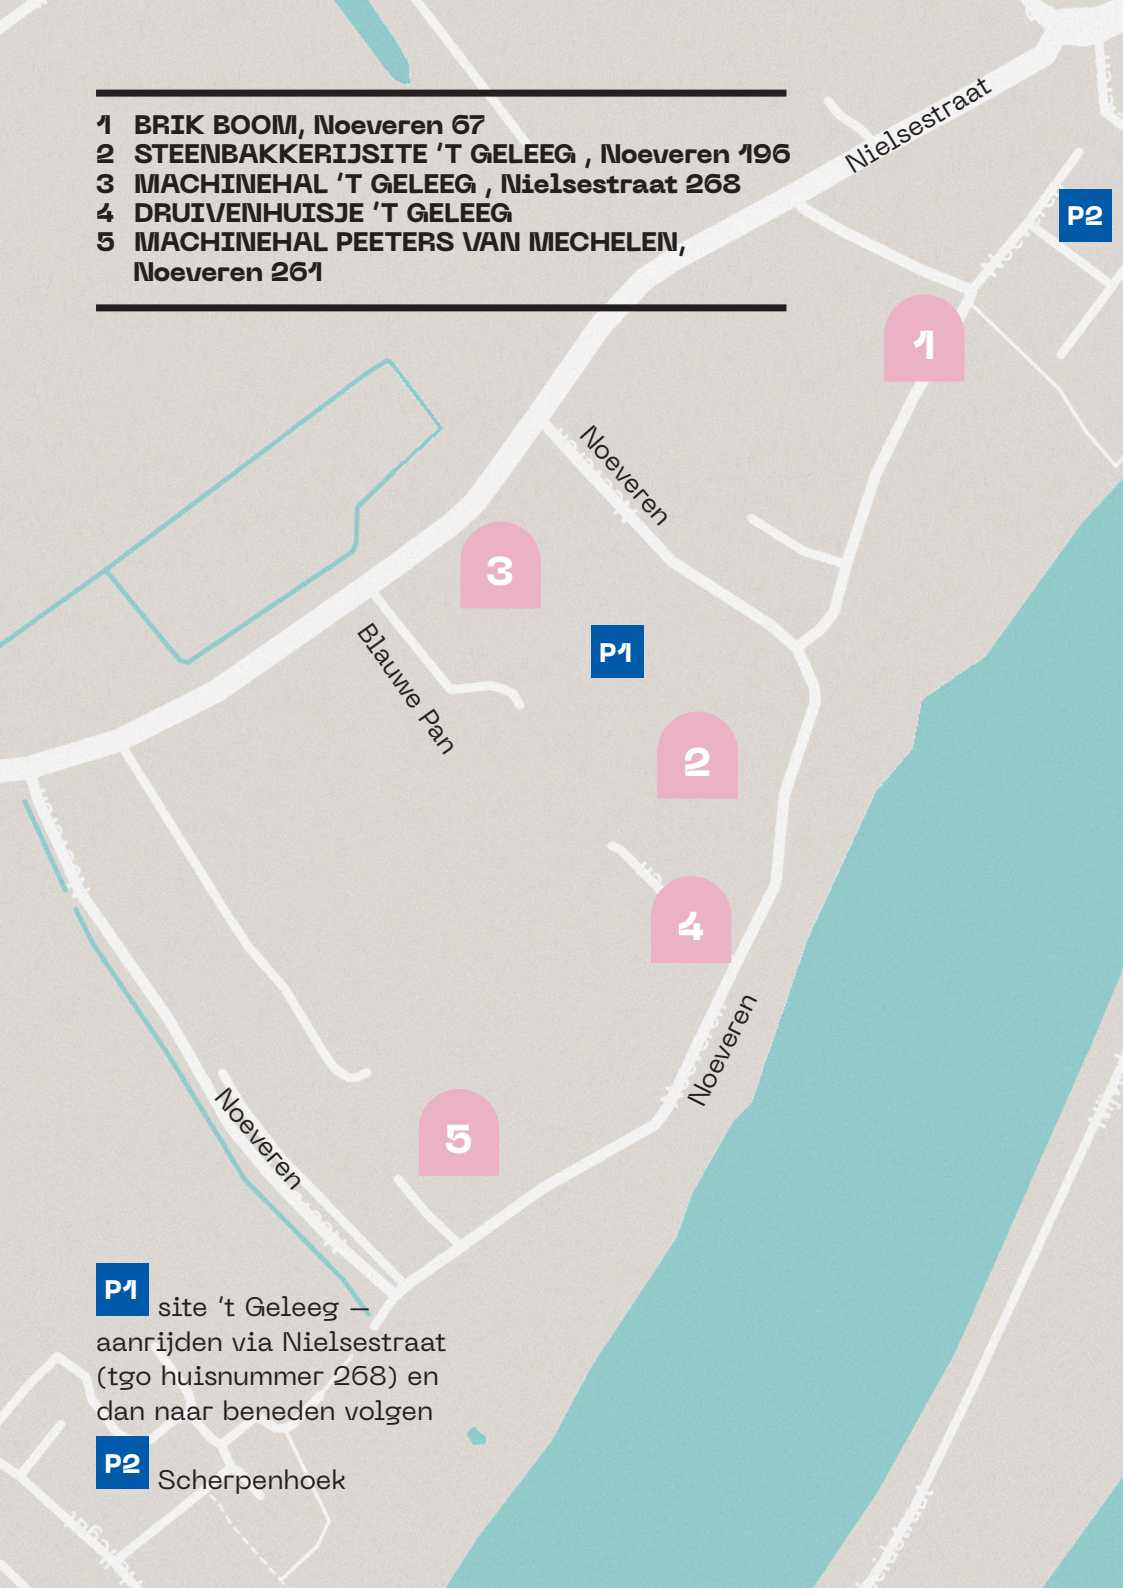 1 BRIK BOOM, Noeveren 67
2 STEENBAKKERIJSITE ’T GELEEG , Noeveren 196
3 MACHINEHAL ’T GELEEG , Nielsestraat 268
4 DRUIVENHUISJE ’T GELEEG
5 MACHINEHAL PEETERS VAN MECHELEN,
Noeveren 261
Nielsestraat
Noeveren
P2
1
Noeveren
3
P1
Blauwe Pan
2
4
Noeveren
Noeveren
5
P1 site ’t Geleeg –
aanrijden via Nielsestraat
(tgo huisnummer 268) en
dan naar beneden volgen
P2 Scherpenhoek